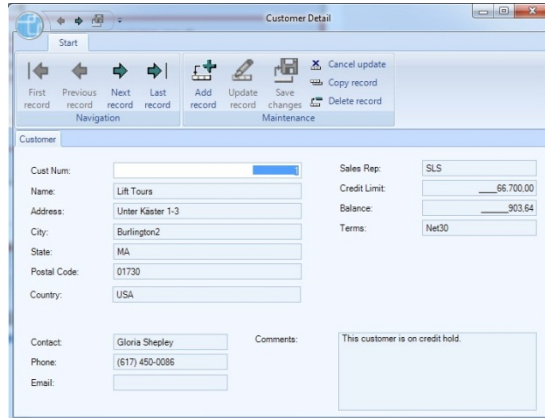 Customer Detail
Start
First record
Previous record
Next record
Last record
Navigation
Add record
Update record
Save changes
Cancel update
Copy record
Delete record
Maintenance
Customer
Cust Num: 1
Name: Lift Tours
Address: Unter Käster 1-3
City: Burlington2
State: MA
Postal Code: 01730
Country: USA
Contact: Gloria Shepley
Phone: (617) 450-0086
Email:
Sales Rep: SLS
Credit Limit: ____66.700,00
Balance: ______903,64
Terms: Net30
Comments: This customer is on credit hold.